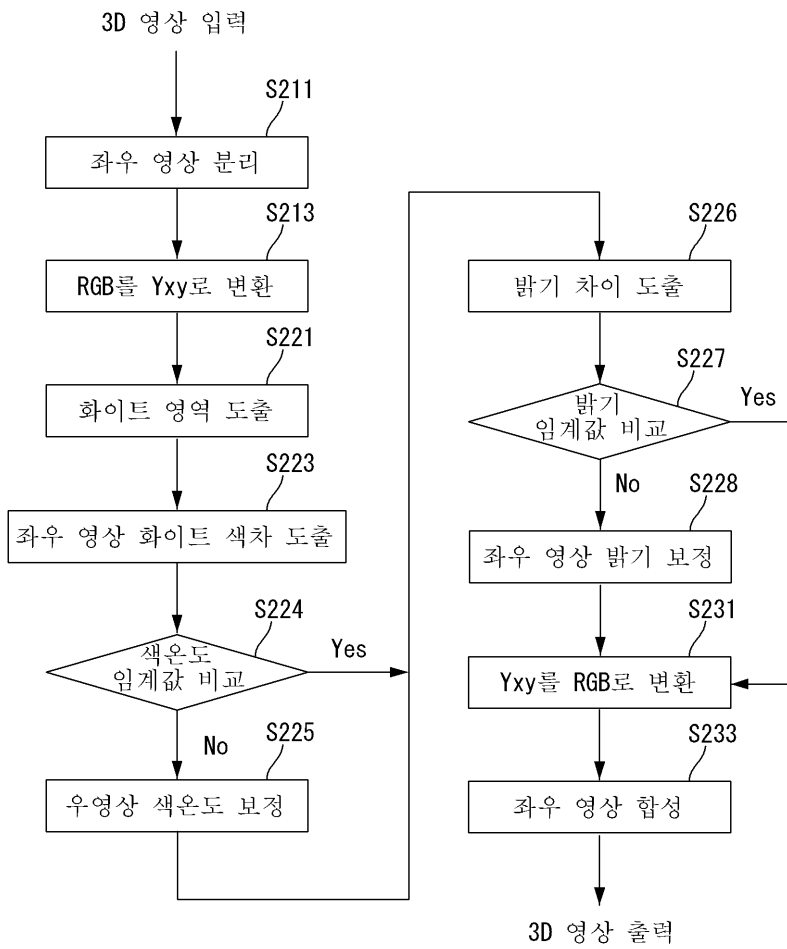 3D 영상 입력
S211
좌우 영상 분리
S213
RGB를 Yxy로 변환
S221
화이트 영역 도출
S223
좌우 영상 화이트 색차 도출
S224
색온도
임계값 비교
Yes
No
S225
우영상 색온도 보정
S226
밝기 차이 도출
S227
밝기
임계값 비교
Yes
No
S228
좌우 영상 밝기 보정
S231
Yxy를 RGB로 변환
S233
좌우 영상 합성
3D 영상 출력